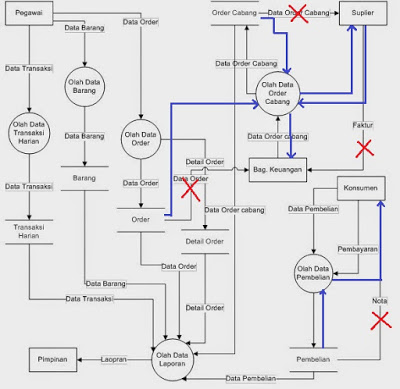 Pegawai
Order Cabang
Data Order Cabang
Supiler
Data Barang
Data Order
Data Order Cabang
Data Transaksi
Olah Data
Barang
Olah Data
Order
Cabang
Olah Data
Transaksi
Harian
Olah Data
Order
Faktur
Data Barang
Data Order cabang
Detail Order
Bag. Keuangan
Data Order
Data Transaksi
Barang
Data Order
Konsumen
Data Order cabang
Data Pembelian
Transaksi
Harian
Order
Detail Order
Pembayaran
Data Order
Olah Data
Pembelian
Data Barang
Data Transaksi
Detail Order
Nota
Pimpinan
Laopran
Olah Data
Laporan
Pembelian
Data Pembelian